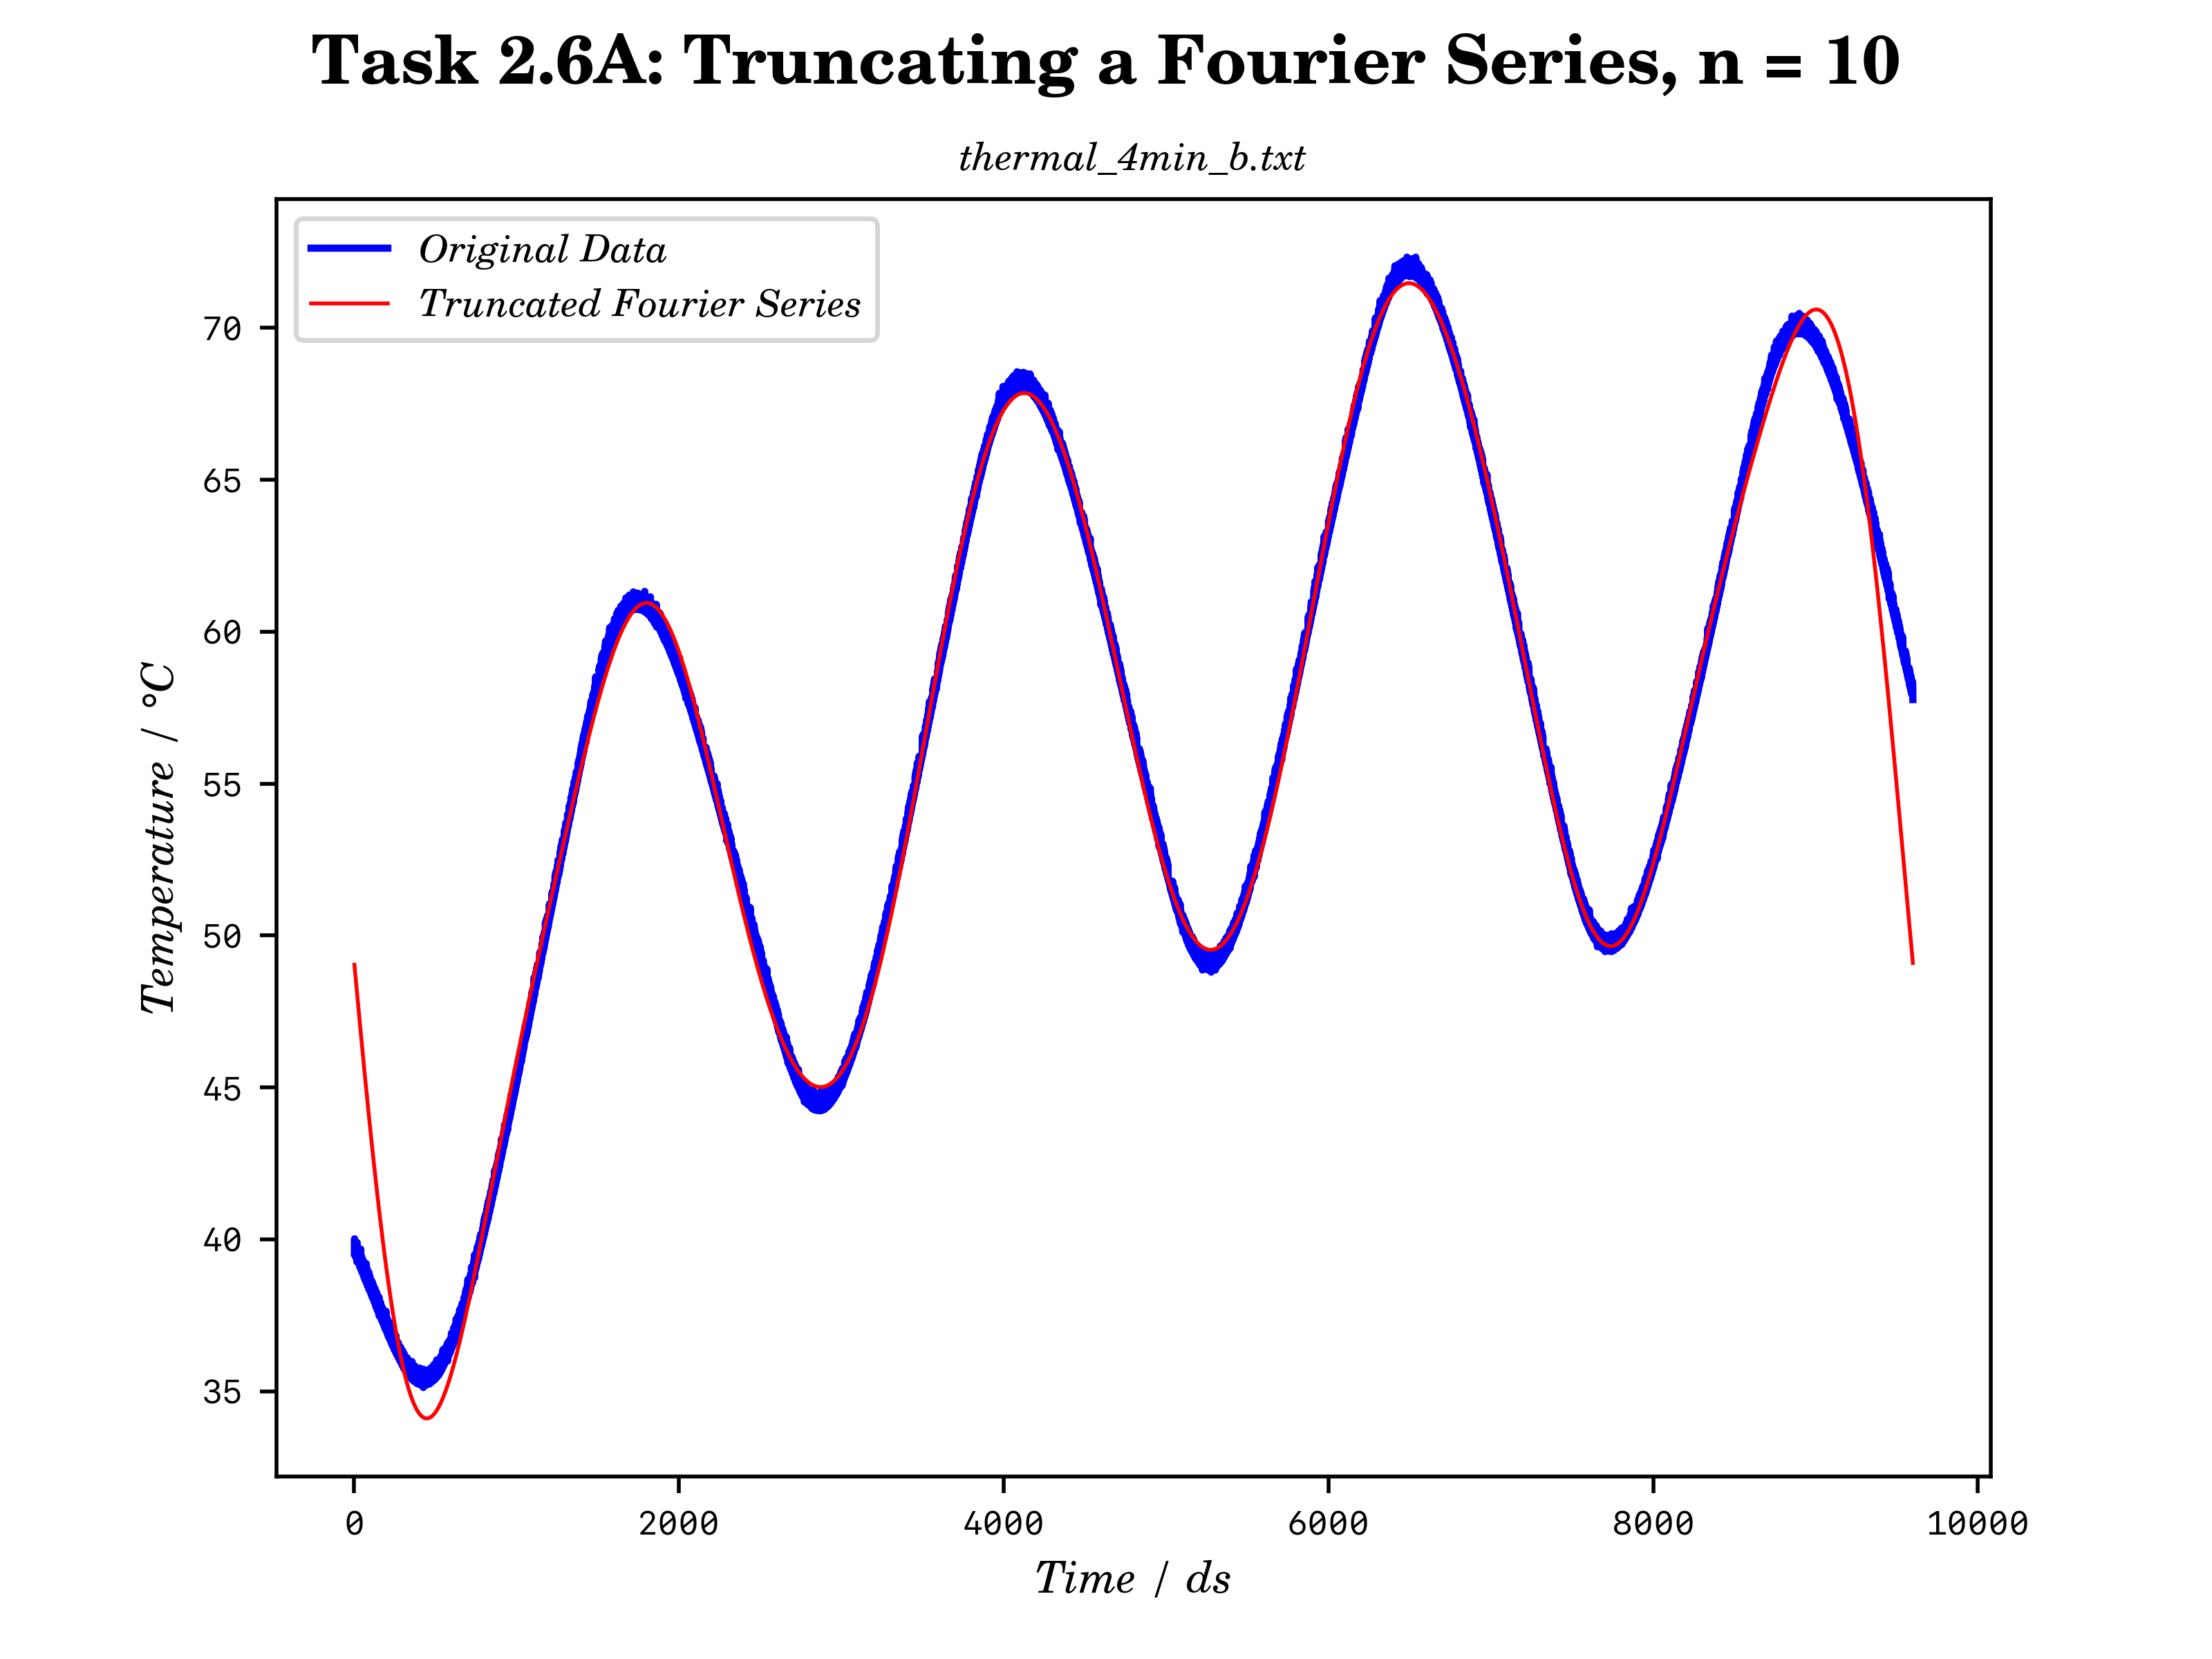 Task 2.6A: Truncating a Fourier Series, n = 10
thermal_4min_b.txt
Original Data
Truncated Fourier Series
Temperature / °C
70
65
60
55
50
45
40
35
0 2000 4000 6000 8000 10000
Time / ds